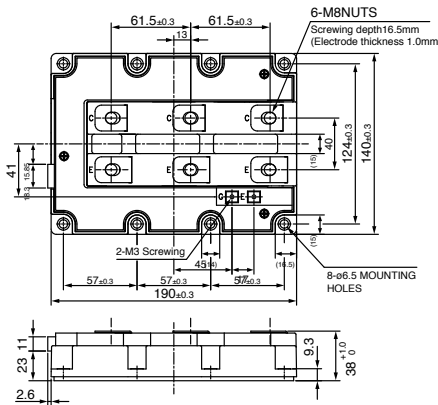 61.5±0.3
61.5±0.3
13
6-M8NUTS
Screwing depth16.5mm
(Electrode thickness 1.0mm
C
C
C
E
E
E
G
E
41
15.85
18.3
(15)
40
124±0.3
140±0.3
(15)
2-M3 Screwing
45
(14)
17
(16.5)
57±0.3
57±0.3
57±0.3
190±0.3
8-ø6.5 MOUNTING
HOLES
11
23
2.6
9.3
38 +1.0 0